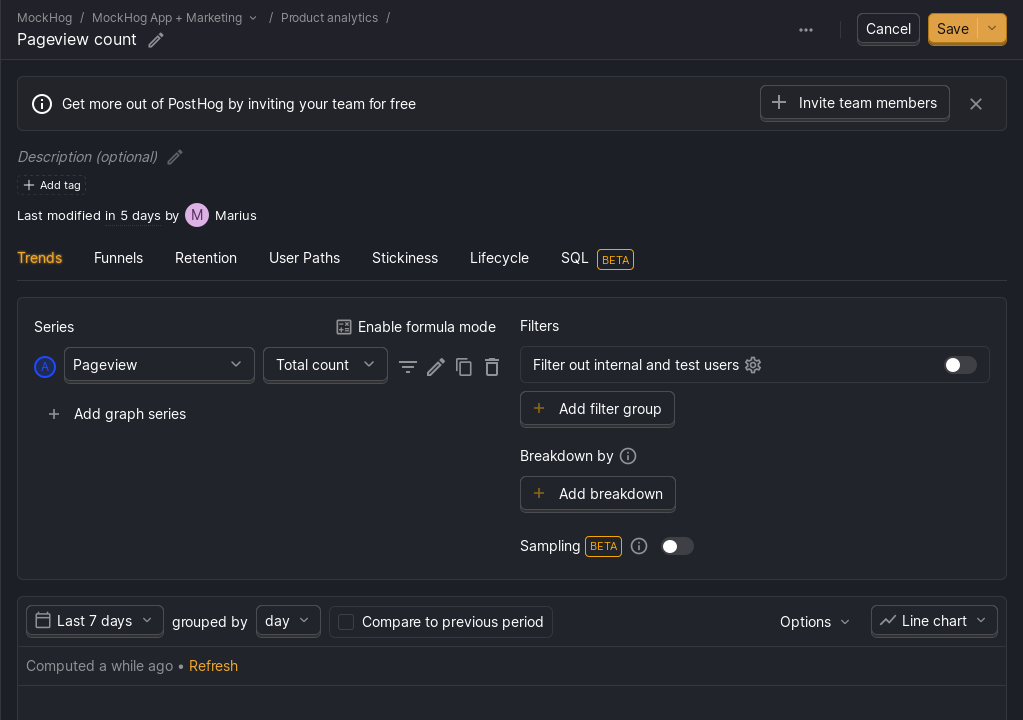 MockHog / MockHog App + Marketing / Product analytics /
Pageview count
Cancel Save
Get more out of PostHog by inviting your team for free Invite team members
Description (optional)
Add tag
Last modified in 5 days by M Marius
Trends Funnels Retention User Paths Stickiness Lifecycle SQL BETA
Series Enable formula mode
A Pageview Total count
Add graph series
Filters
Filter out internal and test users
Add filter group
Breakdown by
Add breakdown
Sampling BETA
Last 7 days grouped by day Compare to previous period Options Line chart
Computed a while ago • Refresh